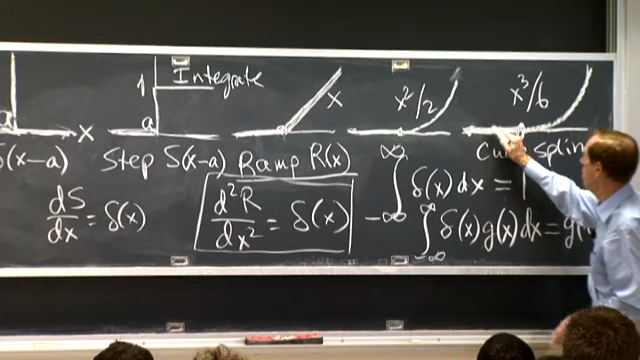 1 Integrate
a a x x x²/2 x³/6
δ(x-a) Step S(x-a) Ramp R(x)
dS/dx = δ(x)
d²R/dx² = δ(x)
∫_{-∞}^{∞} δ(x) dx = 1
∫_{-∞}^{∞} δ(x) g(x) dx =